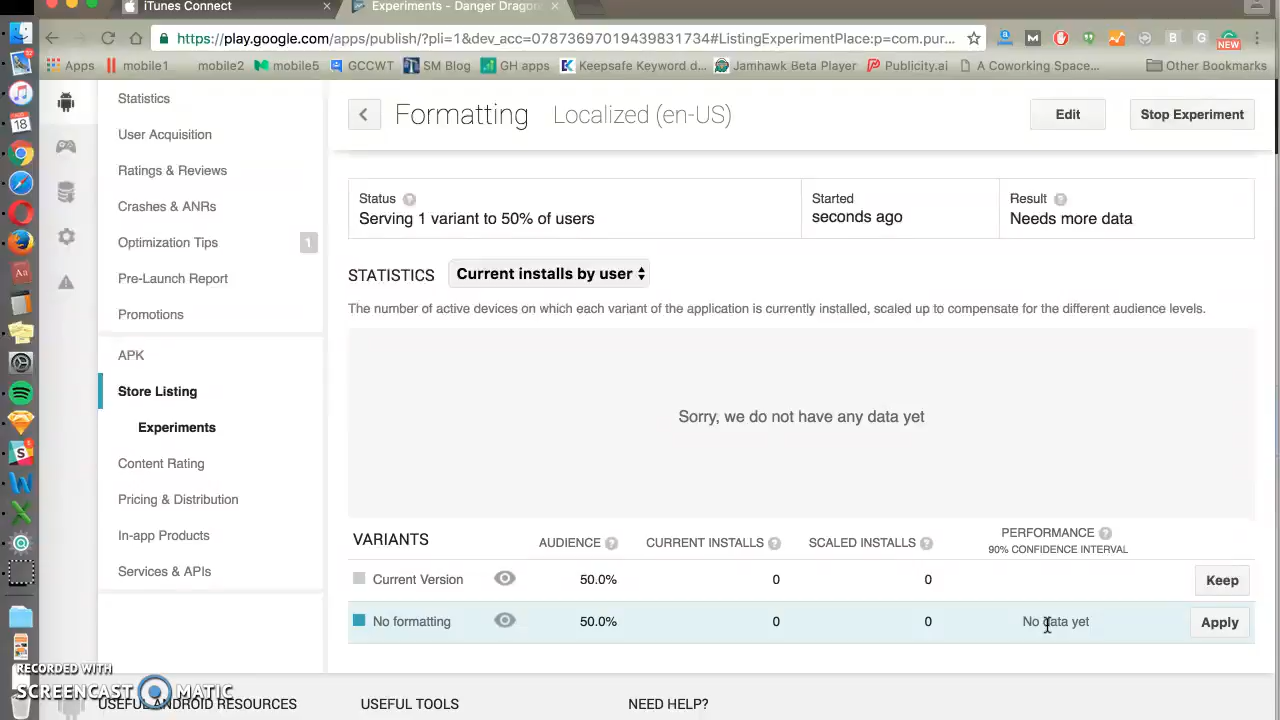 iTunes Connect
Experiments - Danger Dragon
https://play.google.com/apps/publish/?pli=1&dev_acc=07873697019439831734#ListingExperimentPlace:p=com.pur...
NEW
Apps
mobile1
mobile2
mobile5
GCCWT
SM Blog
GH apps
Keepsafe Keyword d...
Jamhawk Beta Player
Publicity.ai
A Coworking Space...
Other Bookmarks
18
Statistics
User Acquisition
Ratings & Reviews
Crashes & ANRs
Optimization Tips
1
Pre-Launch Report
Promotions
APK
Store Listing
Experiments
Content Rating
Pricing & Distribution
In-app Products
Services & APIs
Formatting Localized (en-US)
Edit
Stop Experiment
Status
Serving 1 variant to 50% of users
Started
seconds ago
Result
Needs more data
STATISTICS
Current installs by user
The number of active devices on which each variant of the application is currently installed, scaled up to compensate for the different audience levels.
Sorry, we do not have any data yet
VARIANTS
AUDIENCE
CURRENT INSTALLS
SCALED INSTALLS
PERFORMANCE
90% CONFIDENCE INTERVAL
Current Version
50.0%
0
0
Keep
No formatting
50.0%
0
0
No data yet
Apply
RECORDED WITH
SCREENCAST MATIC
USEFUL ANDROID RESOURCES
USEFUL TOOLS
NEED HELP?